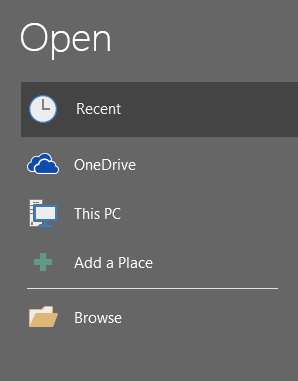 Open
Recent
OneDrive
This PC
Add a Place
Browse